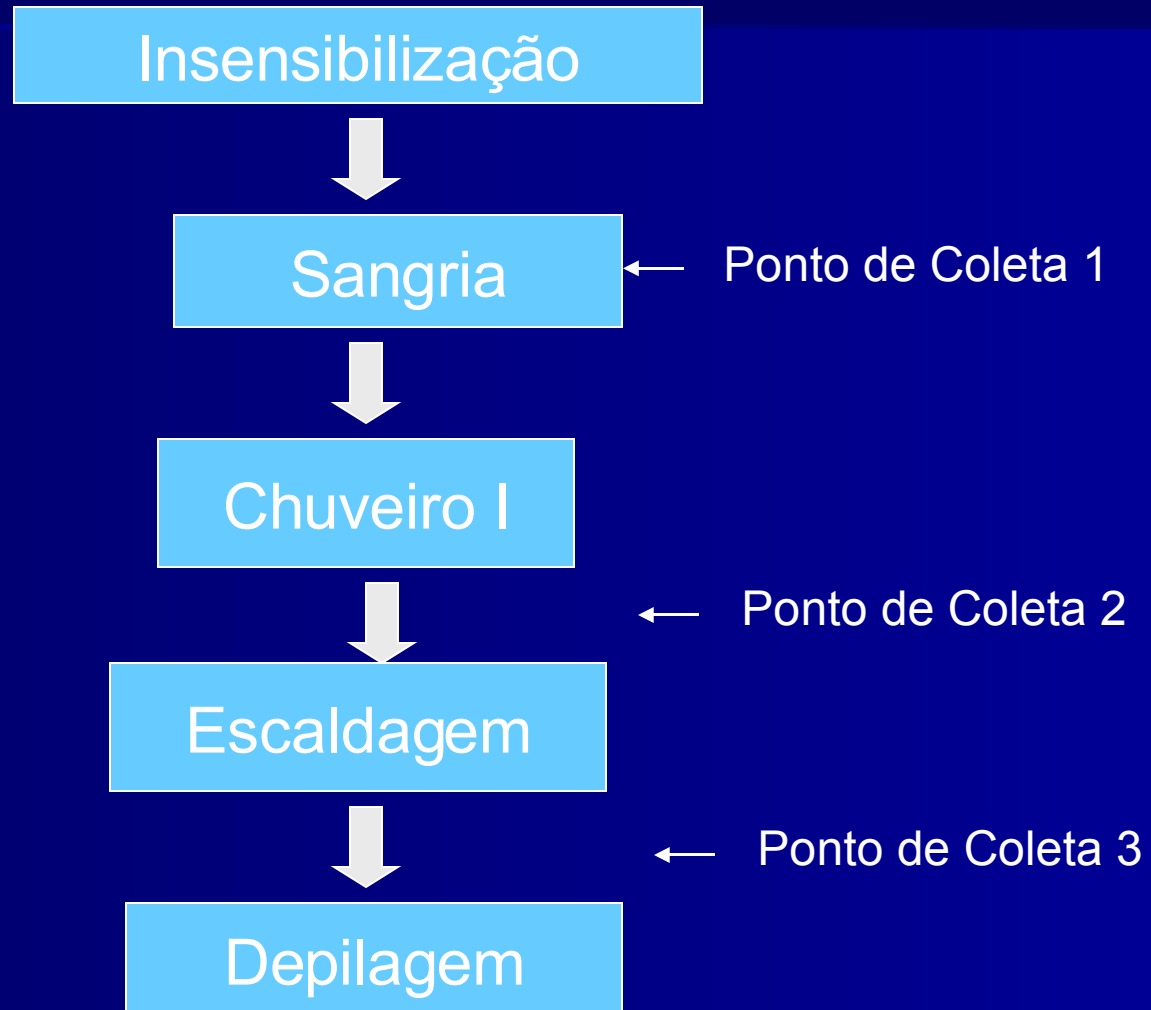 Insensibilização
Sangria
Ponto de Coleta 1
Chuveiro I
Ponto de Coleta 2
Escaldagem
Ponto de Coleta 3
Depilagem